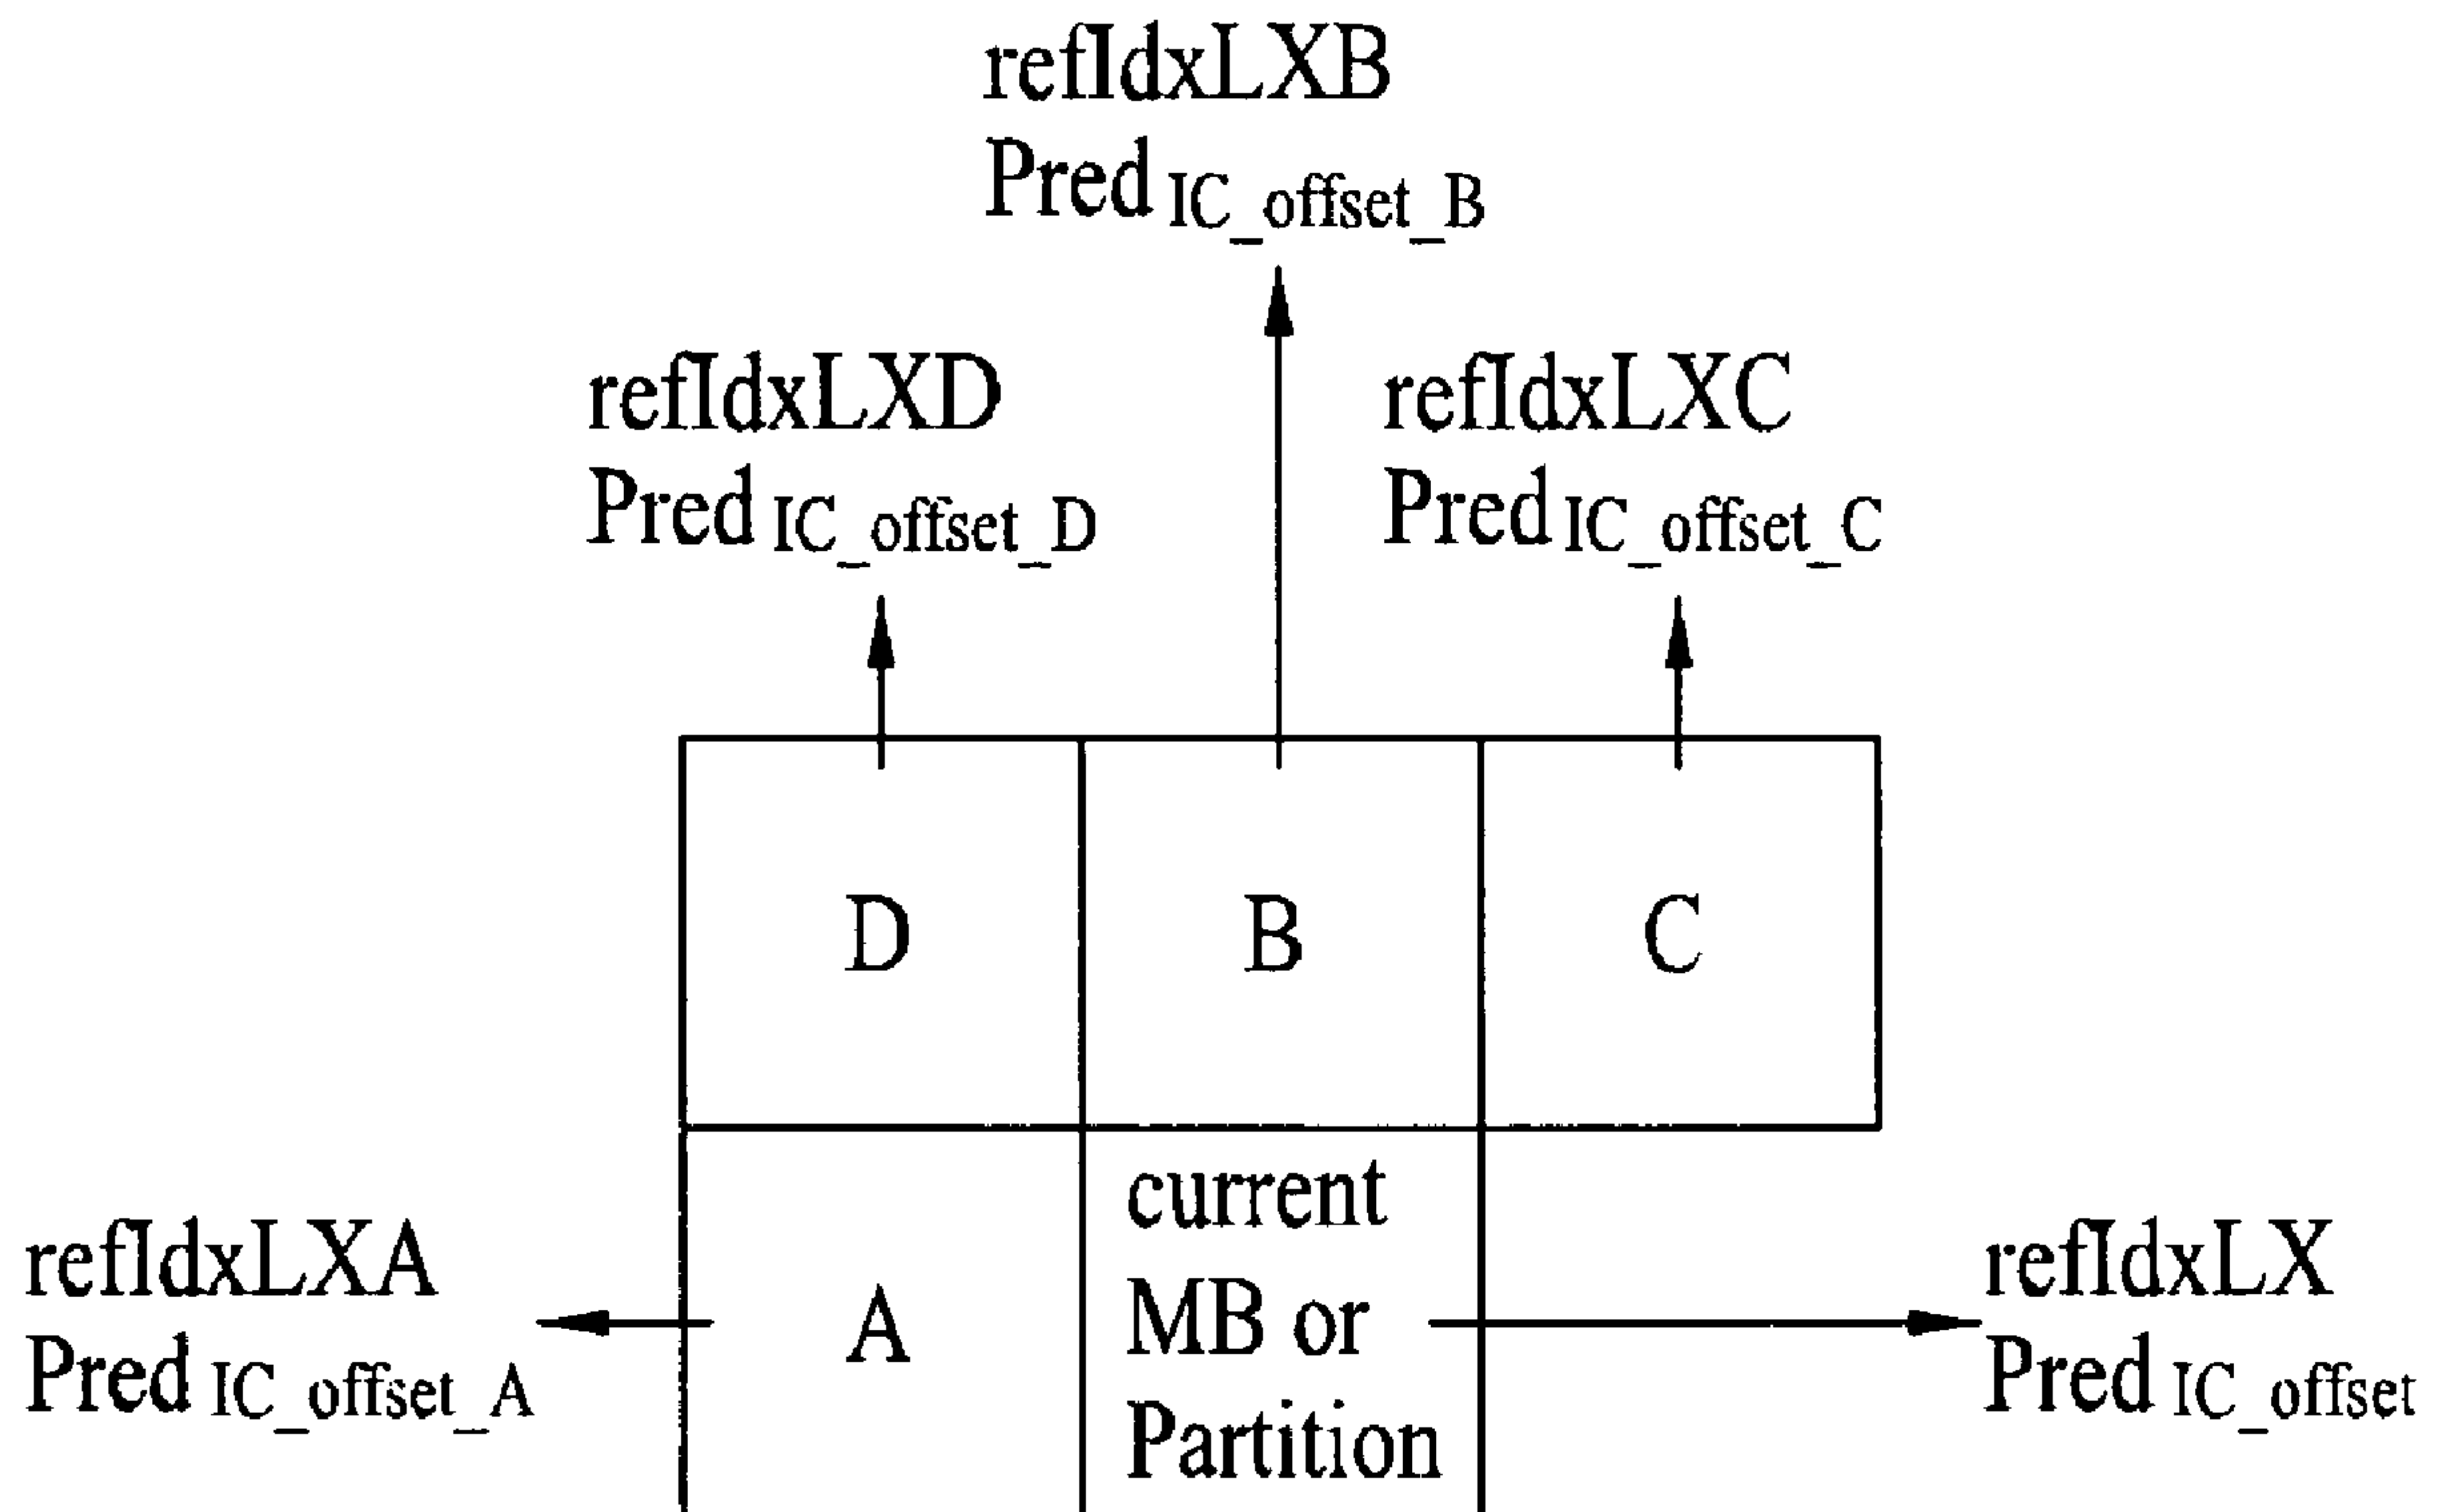 refIdxLXB
Pred IC_offset_B
refIdxLXD
Pred IC_offset_D
refIdxLXC
Pred IC_offset_C
D
B
C
refIdxLXA
Pred IC_offset_A
A
current
MB or
Partition
refIdxLX
Pred IC_offset